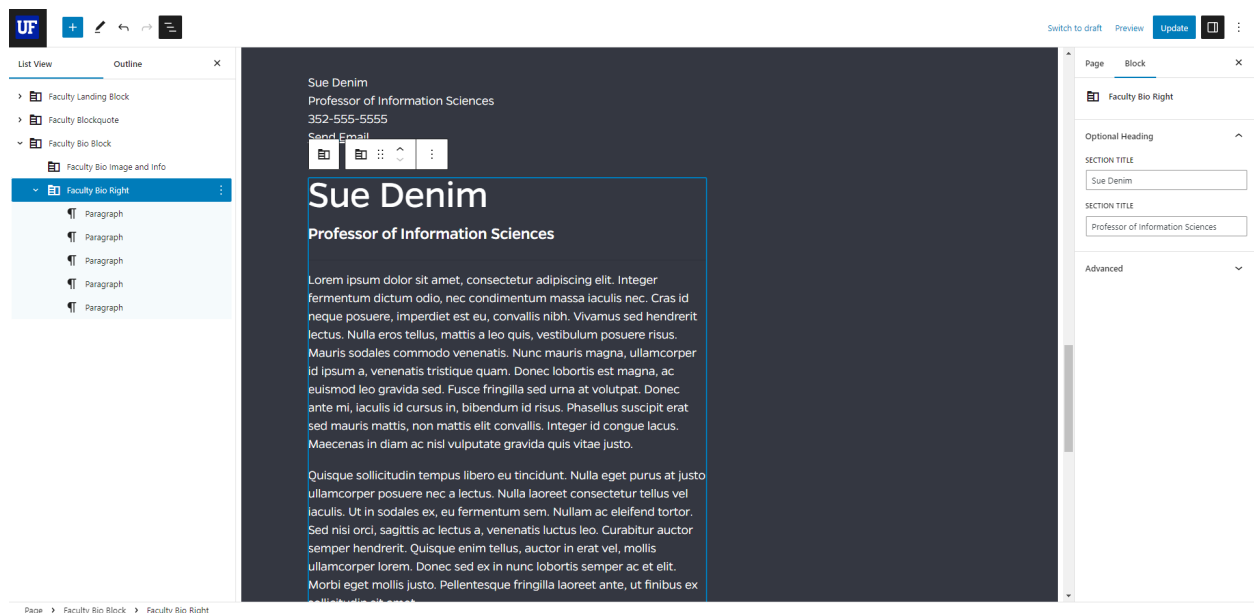 UF
Switch to draft
Preview
Update
List View
Outline
Faculty Landing Block
Faculty Blockquote
Faculty Bio Block
Faculty Bio Image and Info
Faculty Bio Right
Paragraph
Paragraph
Paragraph
Paragraph
Paragraph
Sue Denim
Professor of Information Sciences
352-555-5555
Send Email
Sue Denim
Professor of Information Sciences
Lorem ipsum dolor sit amet, consectetur adipiscing elit. Integer
fermentum dictum odio, nec condimentum massa iaculis nec. Cras id
neque posuere, imperdiet est eu, convallis nibh. Vivamus sed hendrerit
lectus. Nulla eros tellus, mattis a leo quis, vestibulum posuere risus.
Mauris sodales commodo venenatis. Nunc mauris magna, ullamcorper
id ipsum a, venenatis tristique quam. Donec lobortis est magna, ac
euismod leo gravida sed. Fusce fringilla sed urna at volutpat. Donec
ante mi, iaculis id cursus in, bibendum id risus. Phasellus suscipit erat
sed mauris mattis, non mattis elit convallis. Integer id congue lacus.
Maecenas in diam ac nisl vulputate gravida quis vitae justo.
Quisque sollicitudin tempus libero eu tincidunt. Nulla eget purus at justo
ullamcorper posuere nec a lectus. Nulla laoreet consectetur tellus vel
iaculis. Ut in sodales ex, eu fermentum sem. Nullam ac eleifend tortor.
Sed nisi orci, sagittis ac lectus a, venenatis luctus leo. Curabitur auctor
semper hendrerit. Quisque enim tellus, auctor in erat vel, mollis
ullamcorper lorem. Donec sed ex in nunc lobortis semper ac et elit.
Morbi eget mollis justo. Pellentesque fringilla laoreet ante, ut finibus ex
sollicitudin sit amet.
Page
Block
Faculty Bio Right
Optional Heading
SECTION TITLE
Sue Denim
SECTION TITLE
Professor of Information Sciences
Advanced
Page > Faculty Bio Block > Faculty Bio Right